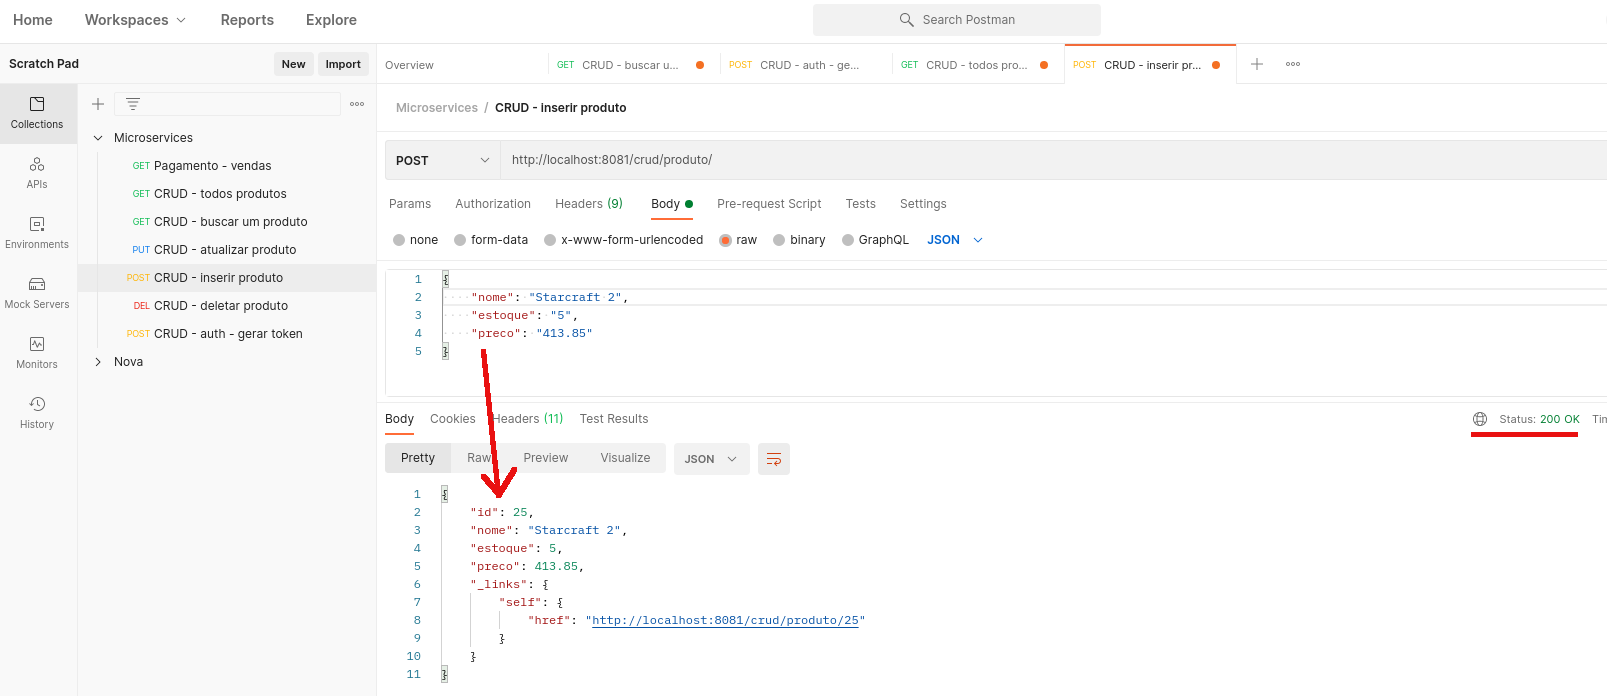 Home Workspaces Reports Explore Search Postman
Scratch Pad New Import
Overview GET CRUD - buscar u... POST CRUD - auth - ge... GET CRUD - todos pro... POST CRUD - inserir pr...
Collections
APIs
Environments
Mock Servers
Monitors
History
Microservices
GET Pagamento - vendas
GET CRUD - todos produtos
GET CRUD - buscar um produto
PUT CRUD - atualizar produto
POST CRUD - inserir produto
DEL CRUD - deletar produto
POST CRUD - auth - gerar token
Nova
Microservices / CRUD - inserir produto
POST http://localhost:8081/crud/produto/
Params Authorization Headers (9) Body Pre-request Script Tests Settings
none form-data x-www-form-urlencoded raw binary GraphQL JSON
1 {
2 "nome": "Starcraft 2",
3 "estoque": "5",
4 "preco": "413.85"
5 }
Body Cookies Headers (11) Test Results Status: 200 OK Tin
Pretty Raw Preview Visualize JSON
1 {
2 "id": 25,
3 "nome": "Starcraft 2",
4 "estoque": 5,
5 "preco": 413.85,
6 "_links": {
7 "self": {
8 "href": "http://localhost:8081/crud/produto/25"
9 }
10 }
11 }